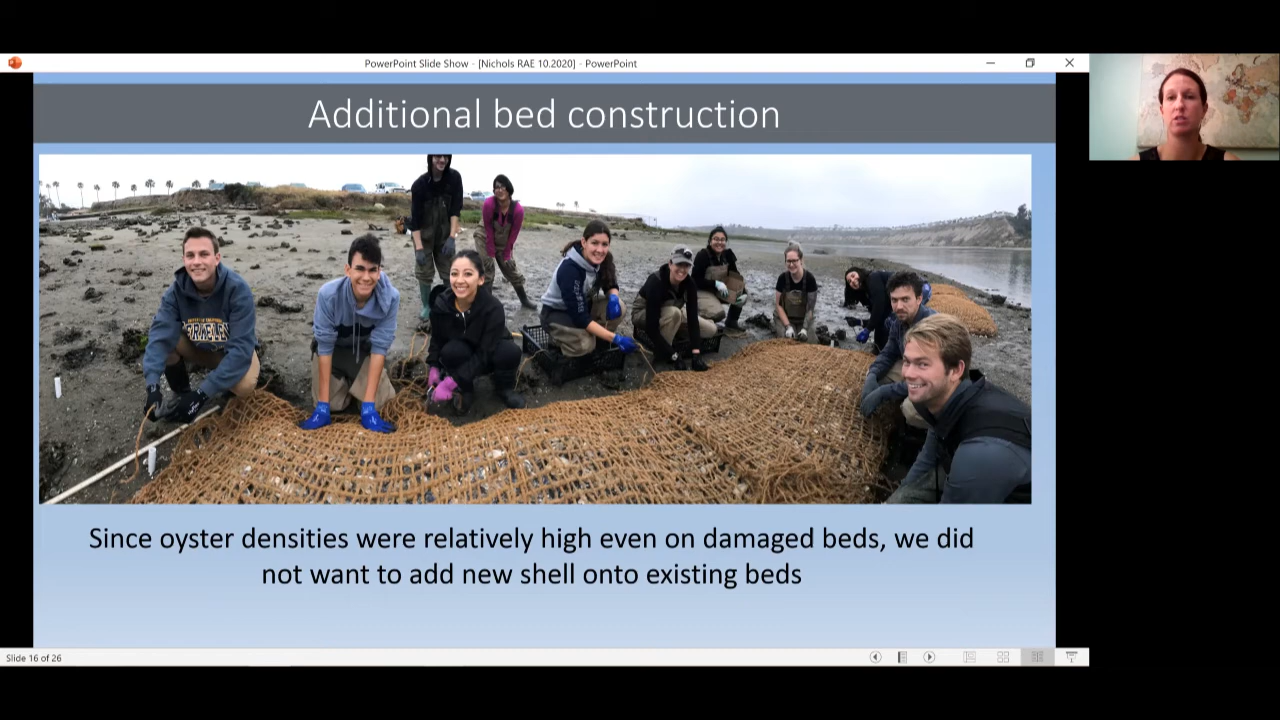 PowerPoint Slide Show - [Nichols RAE 10.2020] - PowerPoint
Additional bed construction
Since oyster densities were relatively high even on damaged beds, we did
not want to add new shell onto existing beds
Slide 16 of 26